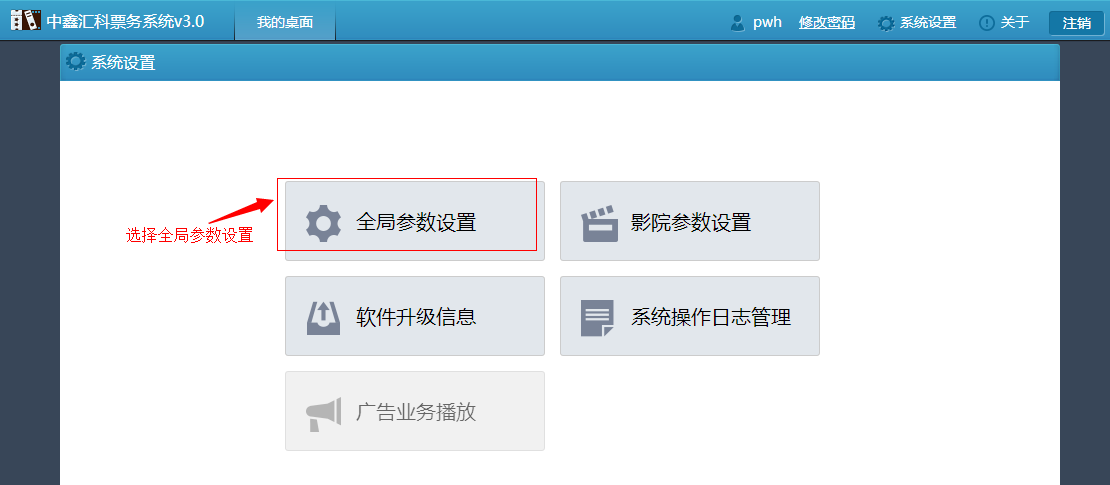 中鑫汇科票务系统v3.0 我的桌面 pwh 修改密码 系统设置 关于 注销
系统设置
全局参数设置 影院参数设置
选择全局参数设置
软件升级信息 系统操作日志管理
广告业务播放